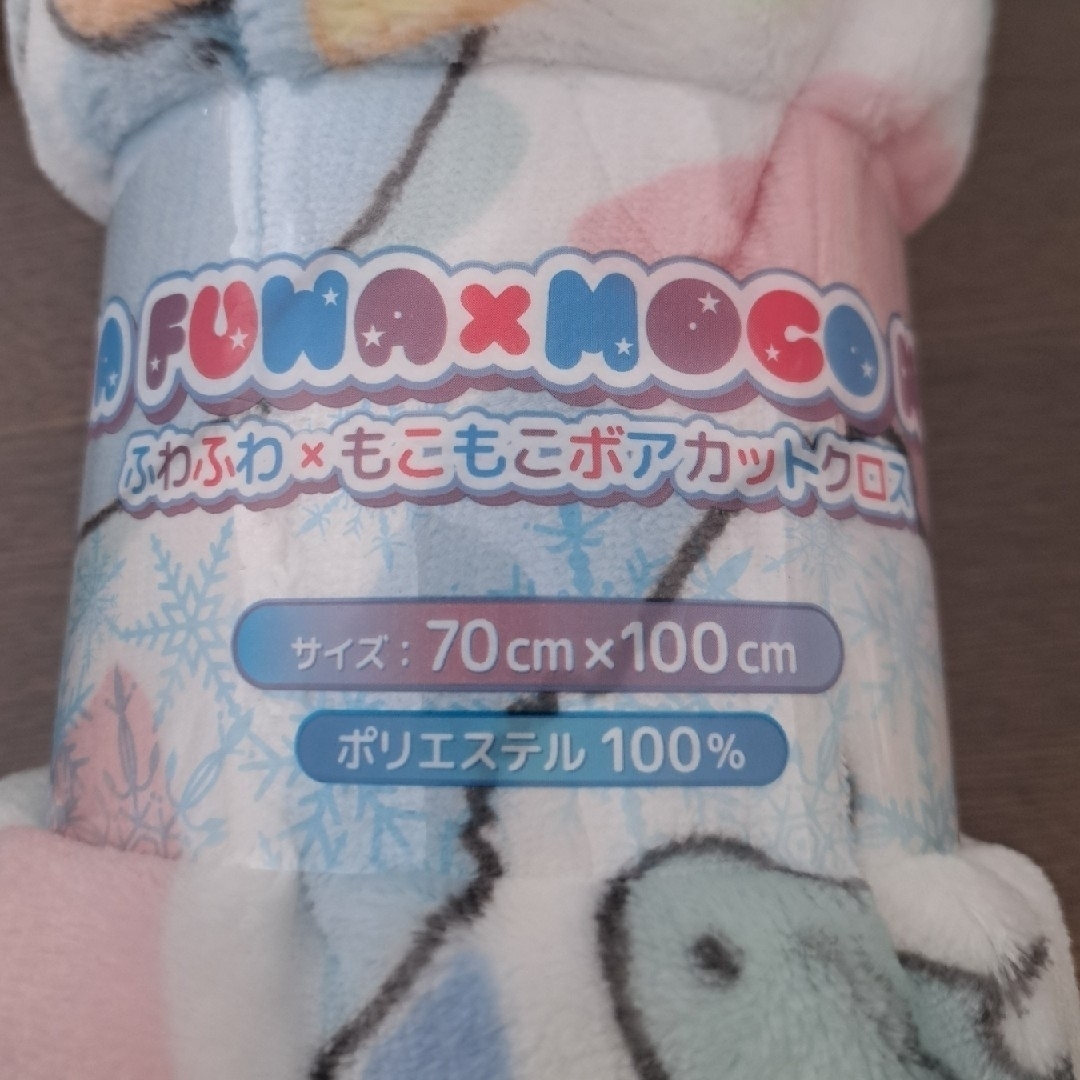 FUWA×MOCO
ふわふわ×もこもこボアカットクロス
サイズ：70cm×100cm
ポリエステル 100%